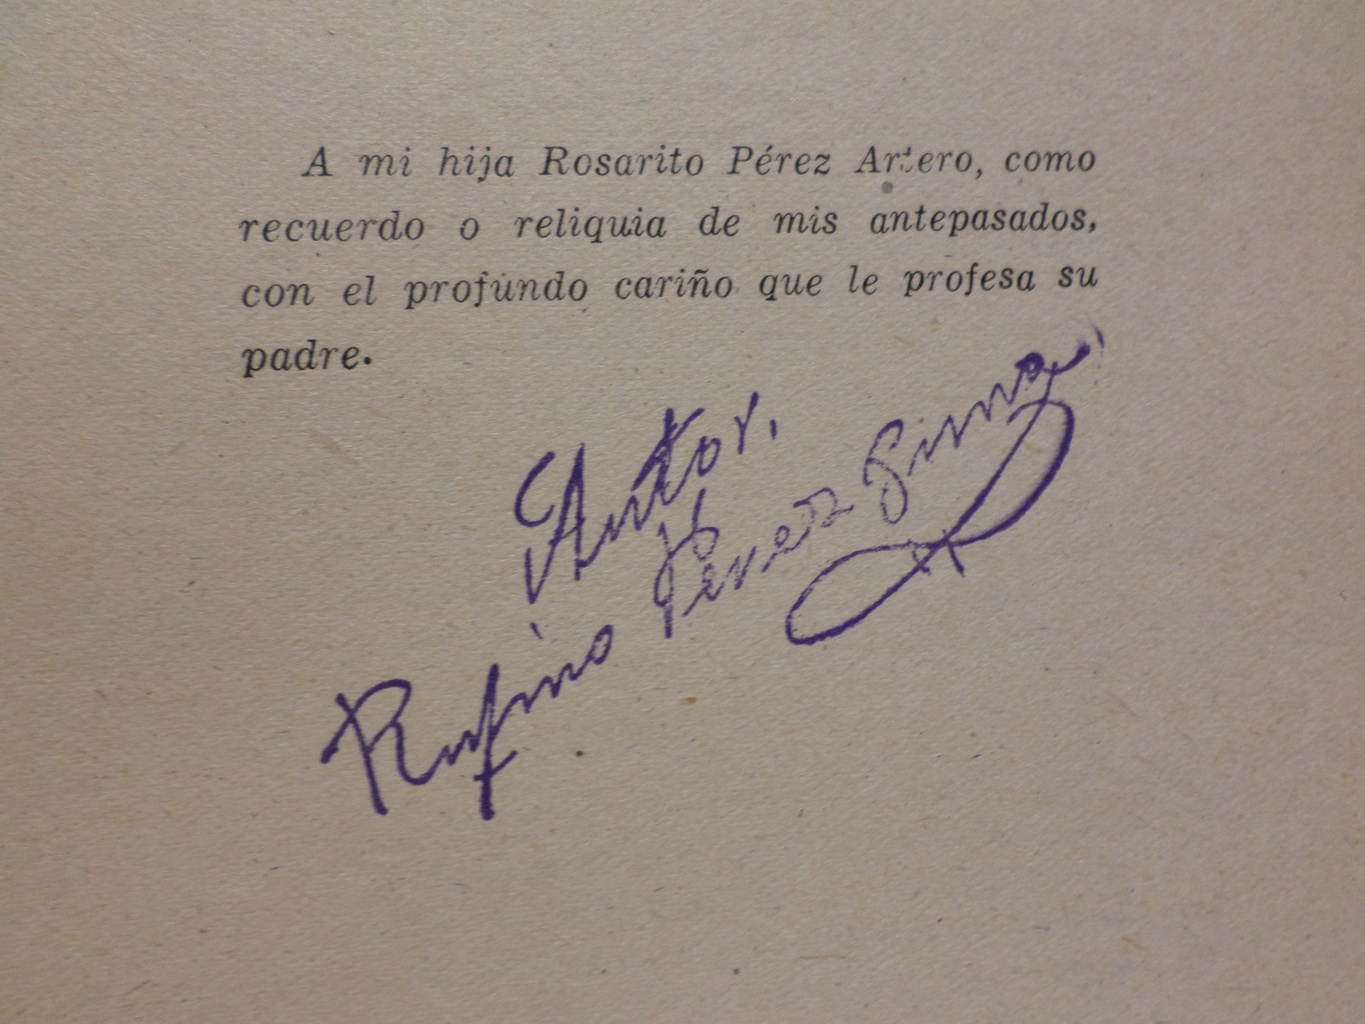 A mi hija Rosarito Pérez Artero, como
recuerdo o reliquia de mis antepasados,
con el profundo cariño que le profesa su
padre.
Autor,
Rufino Pérez